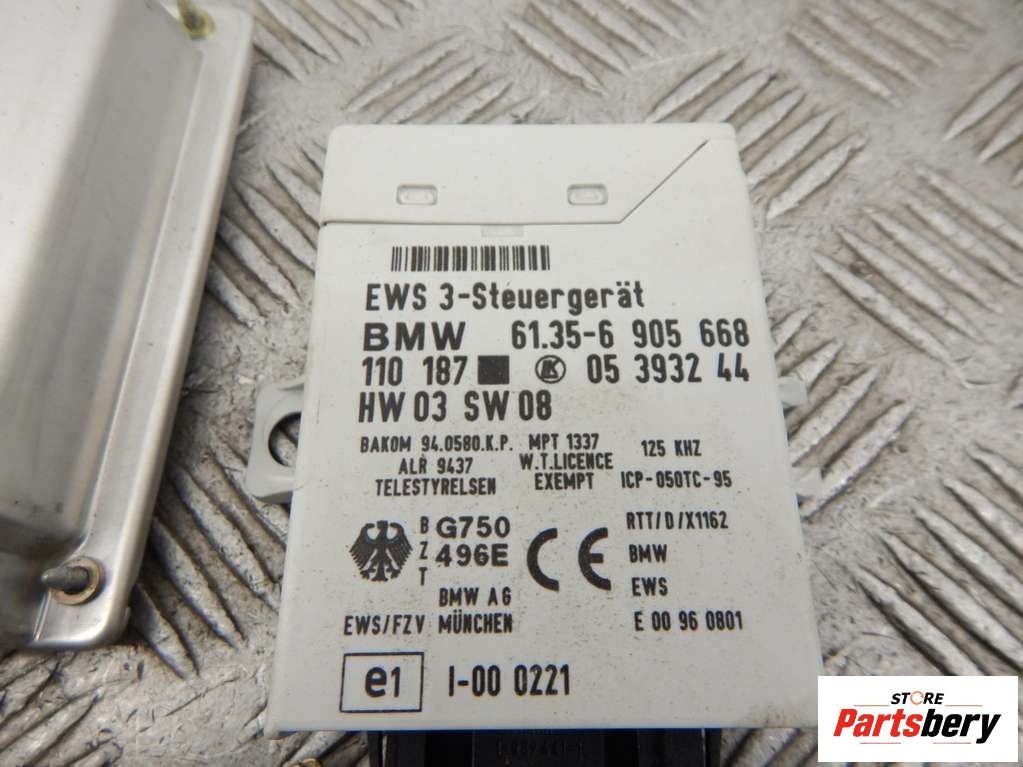 EWS 3-Steuergerät
BMW 61.35-6 905 668
110 187 K 05 3932 44
HW 03 SW 08
BAKOM 94.0580.K.P. MPT 1337 125 KHZ
ALR 9437 W.T.LICENCE
TELESTYRELSEN EXEMPT ICP-050TC-95
BZT G750 496E CE RTT/D/X1162
BMW
BMW AG EWS
EWS/FZV MÜNCHEN E 00 96 0801
e1 I-00 0221
STORE
Partsbery